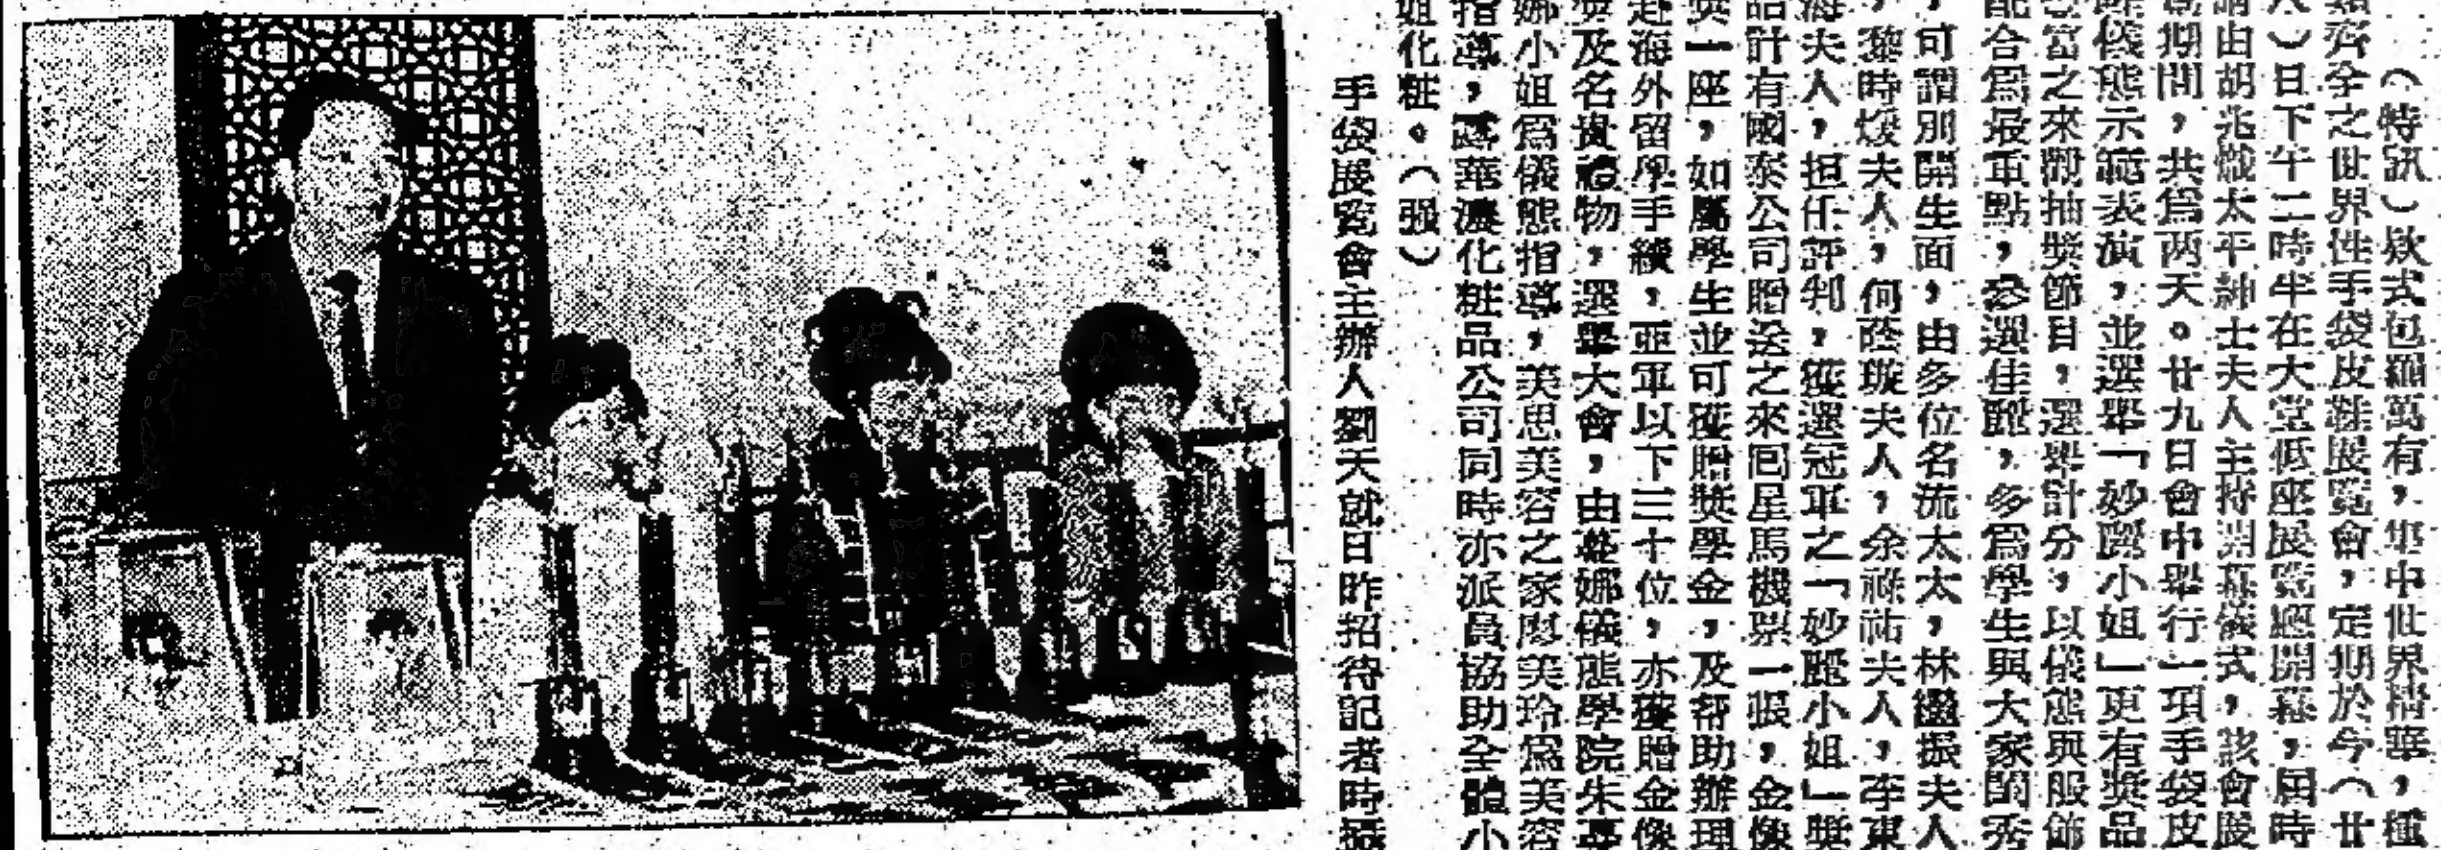 （特訊）欵式包羅萬有，集中世界精華，種
類齊全之世界性手袋皮鞋展覽會，定期於今（廿
八）日下午二時半在大堂低座展覽廳開幕，屆時
請由胡兆熾太平紳士夫人主持剪幕儀式，該會展
期間，共爲两天。廿九日會中舉行一項手袋皮
儀態示範表演，並選舉「妙麗小姐」更有獎品
富之來觀抽獎節目，選舉計分，以儀態與服飾
配合爲最重點，參選佳麗，多爲學生與大家閨秀
，可謂別開生面，由多位名流太太，林繼振夫人
，黎時煖夫人，何蔭璇夫人，余祿祐夫人，李東
海夫人，担任評判，獲選冠軍之「妙麗小姐」獎
品計有國泰公司贈送之來回星馬機票一張，金像
獎一座，如屬學生並可獲贈獎學金，及帮助辦理
赴海外留學手續，亞軍以下三十位，亦獲贈金像
獎及名貴禮物，選舉大會，由娜儀態學院朱
娜小姐爲儀態指導，美思美容之家鄺美玲爲美容
指導，華濃化粧品公司同時亦派員協助全體小
姐化粧。（强）
手袋展覽會主辦人劉天就日昨招待記者時攝